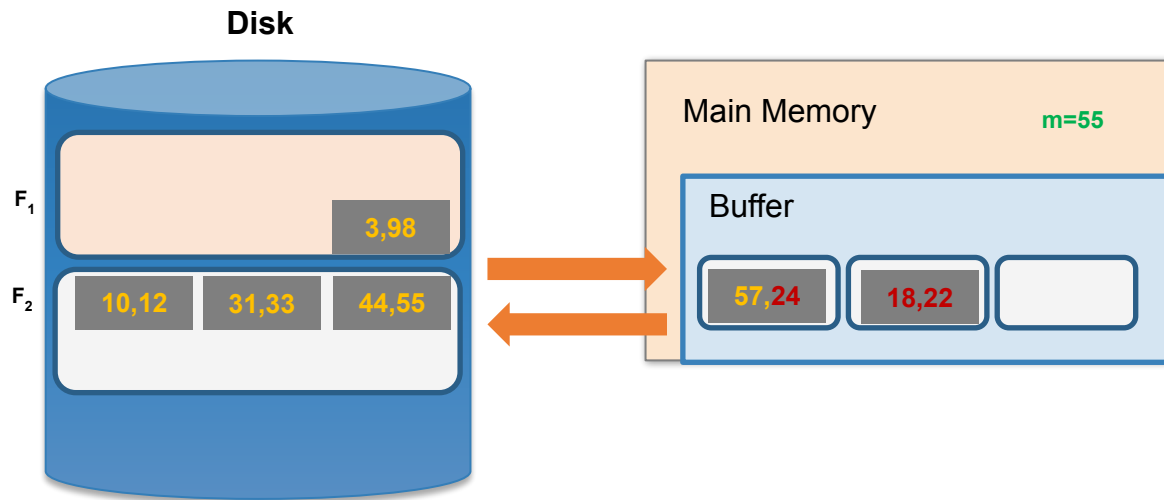 Disk
Main Memory
m=55
F1
3,98
Buffer
F2
10,12
31,33
44,55
57,24
18,22